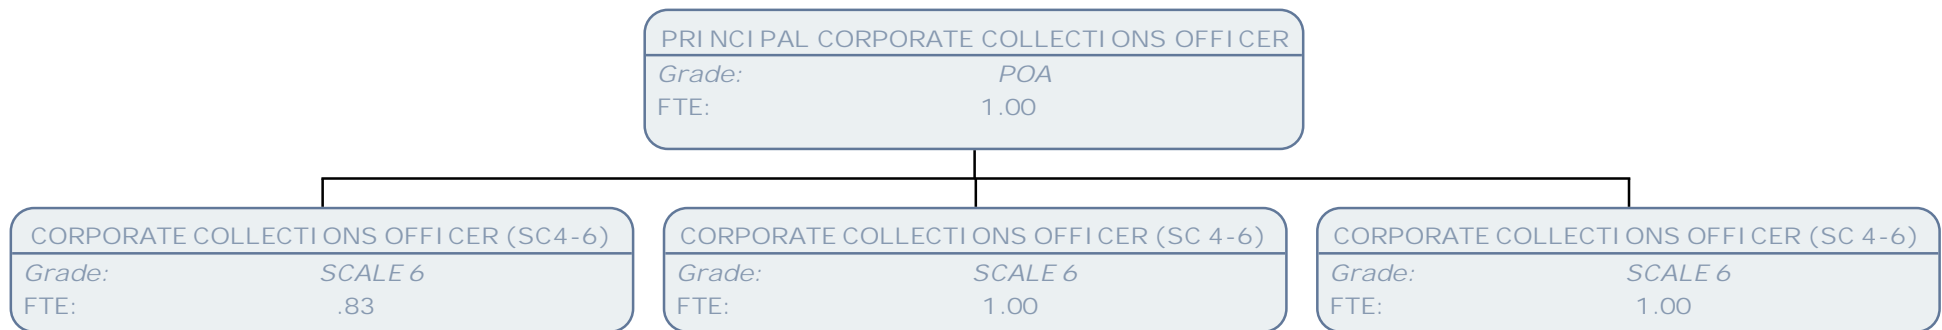 PRINCIPAL CORPORATE COLLECTIONS OFFICER
Grade: POA
FTE: 1.00
CORPORATE COLLECTIONS OFFICER (SC4-6)
Grade: SCALE 6
FTE: .83
CORPORATE COLLECTIONS OFFICER (SC 4-6)
Grade: SCALE 6
FTE: 1.00
CORPORATE COLLECTIONS OFFICER (SC 4-6)
Grade: SCALE 6
FTE: 1.00